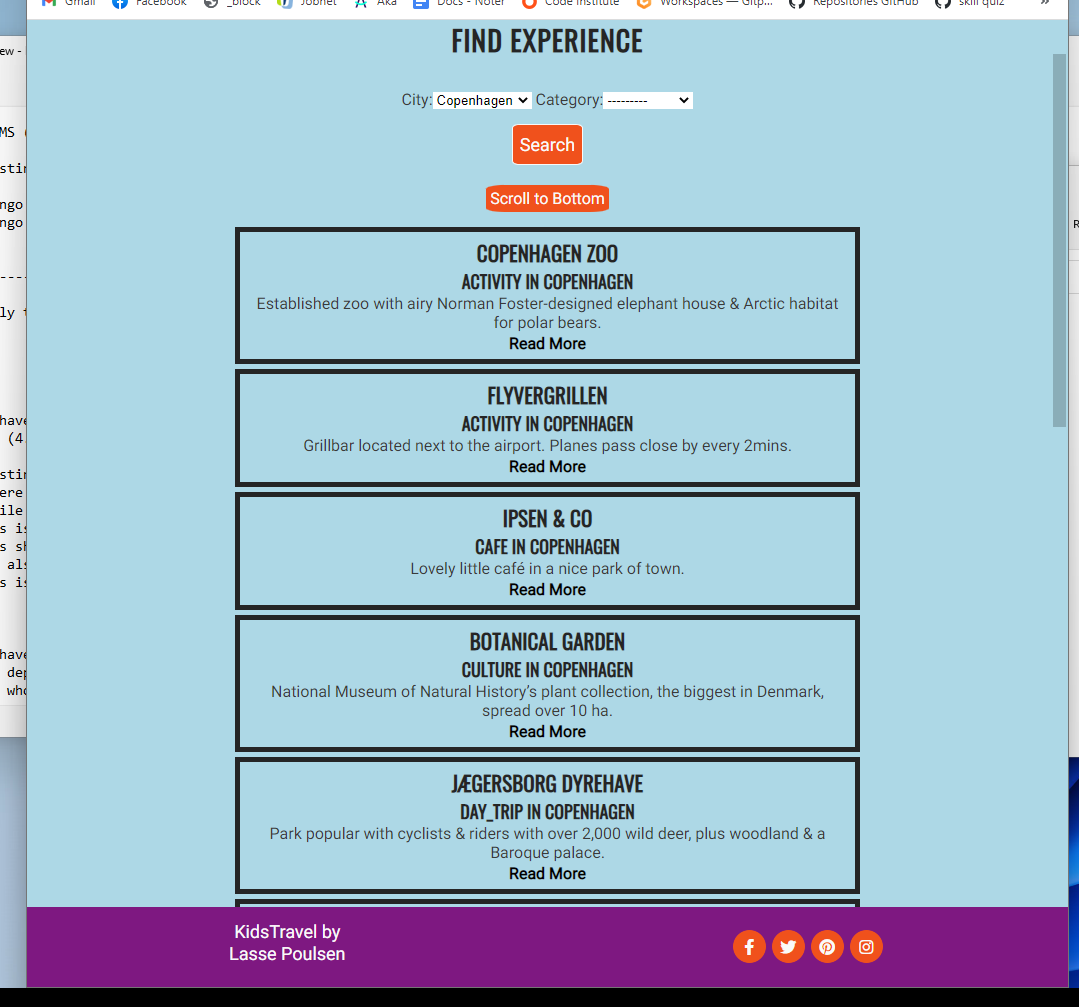 Gmail Facebook _block Jobnet Aka Docs - Noter Code Institute Workspaces — Gitp... Repositories GitHub skill quiz »
FIND EXPERIENCE
City: Copenhagen Category: ---------
Search
Scroll to Bottom
COPENHAGEN ZOO
ACTIVITY IN COPENHAGEN
Established zoo with airy Norman Foster-designed elephant house & Arctic habitat
for polar bears.
Read More
FLYVERGRILLEN
ACTIVITY IN COPENHAGEN
Grillbar located next to the airport. Planes pass close by every 2mins.
Read More
IPSEN & CO
CAFE IN COPENHAGEN
Lovely little café in a nice park of town.
Read More
BOTANICAL GARDEN
CULTURE IN COPENHAGEN
National Museum of Natural History’s plant collection, the biggest in Denmark,
spread over 10 ha.
Read More
JÆGERSBORG DYREHAVE
DAY_TRIP IN COPENHAGEN
Park popular with cyclists & riders with over 2,000 wild deer, plus woodland & a
Baroque palace.
Read More
KidsTravel by
Lasse Poulsen